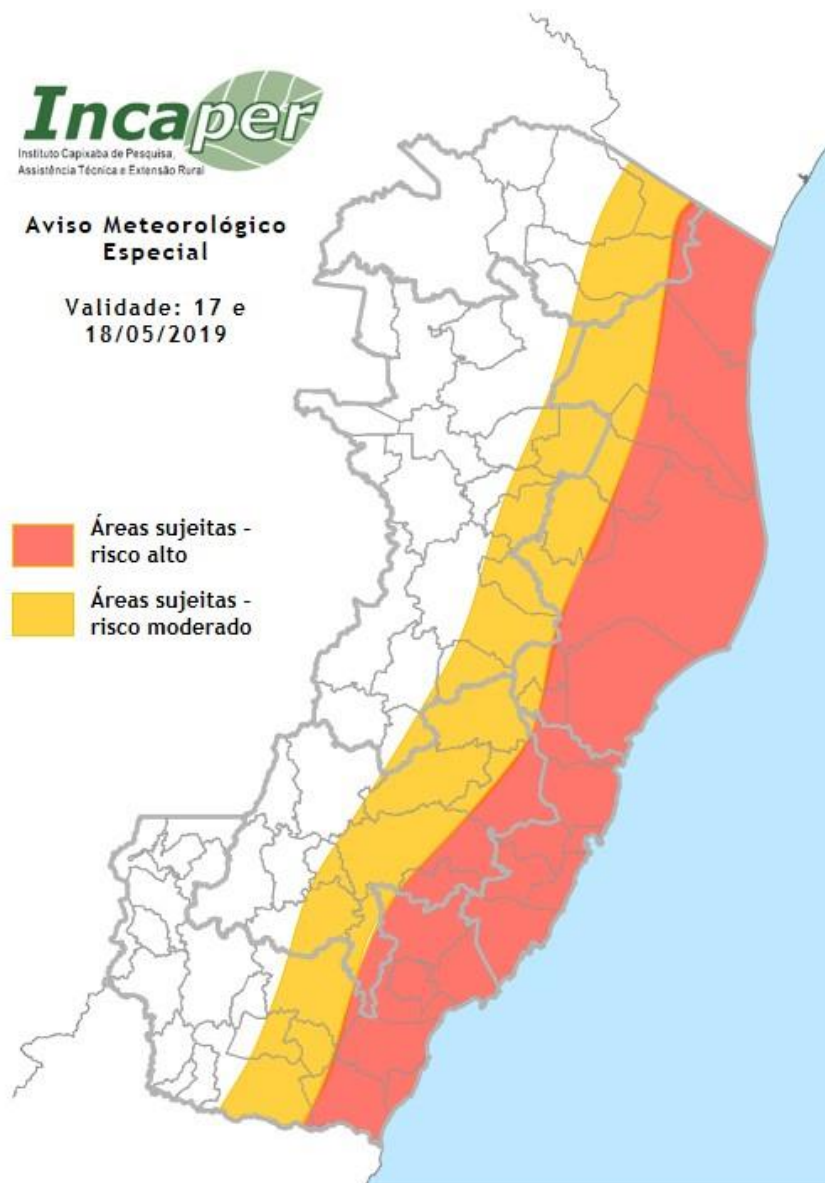 Incaper
Instituto Capixaba de Pesquisa,
Assistência Técnica e Extensão Rural
Aviso Meteorológico
Especial
Validade: 17 e
18/05/2019
Áreas sujeitas -
risco alto
Áreas sujeitas -
risco moderado